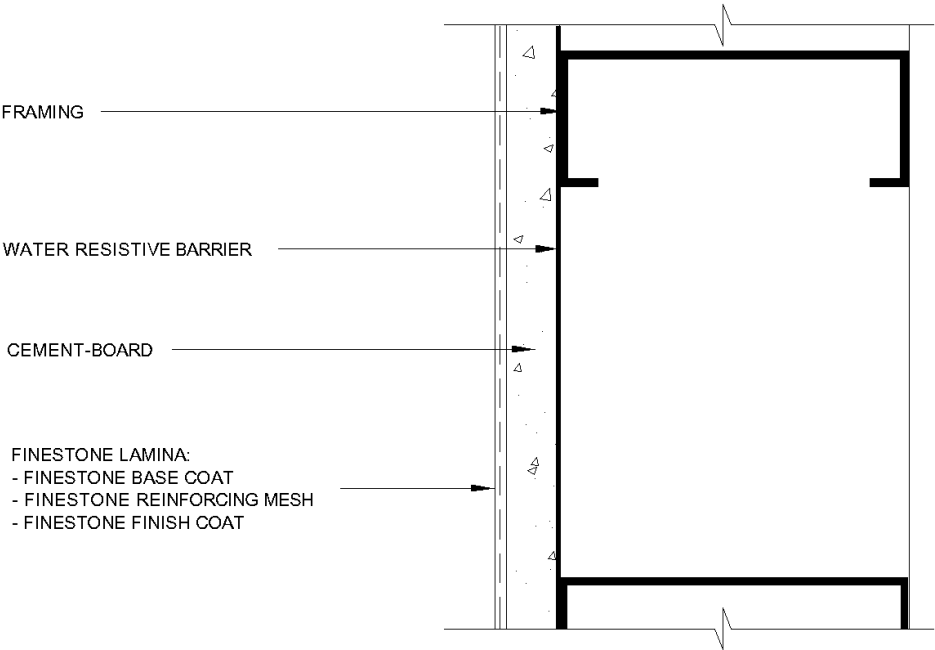 FRAMING
WATER RESISTIVE BARRIER
CEMENT-BOARD
FINESTONE LAMINA:
- FINESTONE BASE COAT
- FINESTONE REINFORCING MESH
- FINESTONE FINISH COAT